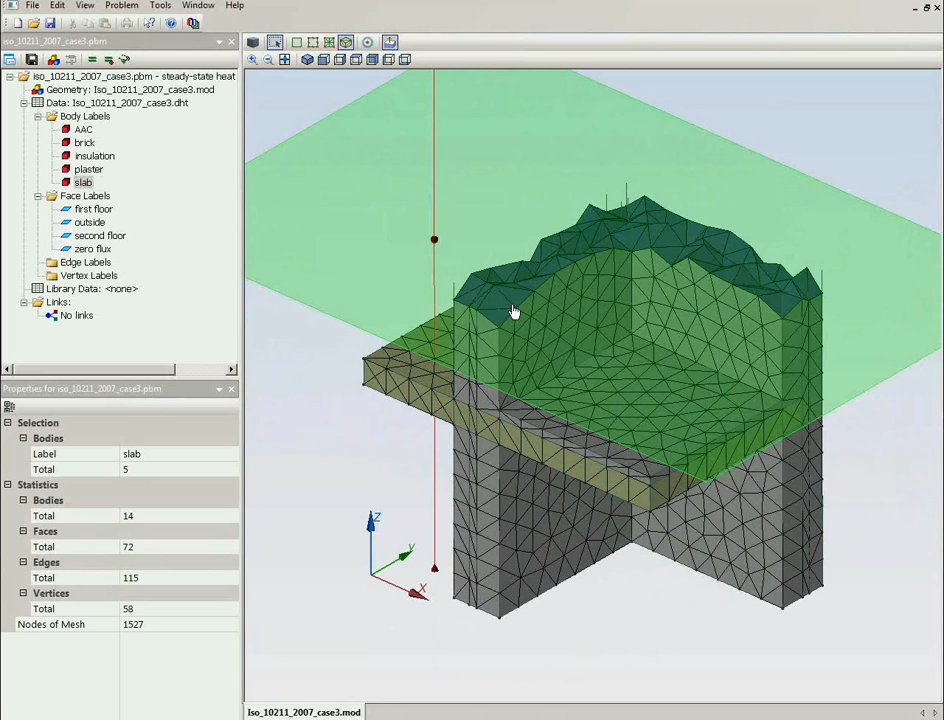 File Edit View Problem Tools Window Help
iso_10211_2007_case3.pbm
iso_10211_2007_case3.pbm - steady-state heat
Geometry: Iso_10211_2007_case3.mod
Data: Iso_10211_2007_case3.dht
Body Labels
AAC
brick
insulation
plaster
slab
Face Labels
first floor
outside
second floor
zero flux
Edge Labels
Vertex Labels
Library Data: <none>
Links:
No links
Properties for iso_10211_2007_case3.pbm
Selection
Bodies
Label slab
Total 5
Statistics
Bodies
Total 14
Faces
Total 72
Edges
Total 115
Vertices
Total 58
Nodes of Mesh 1527
Z
Y
X
Iso_10211_2007_case3.mod